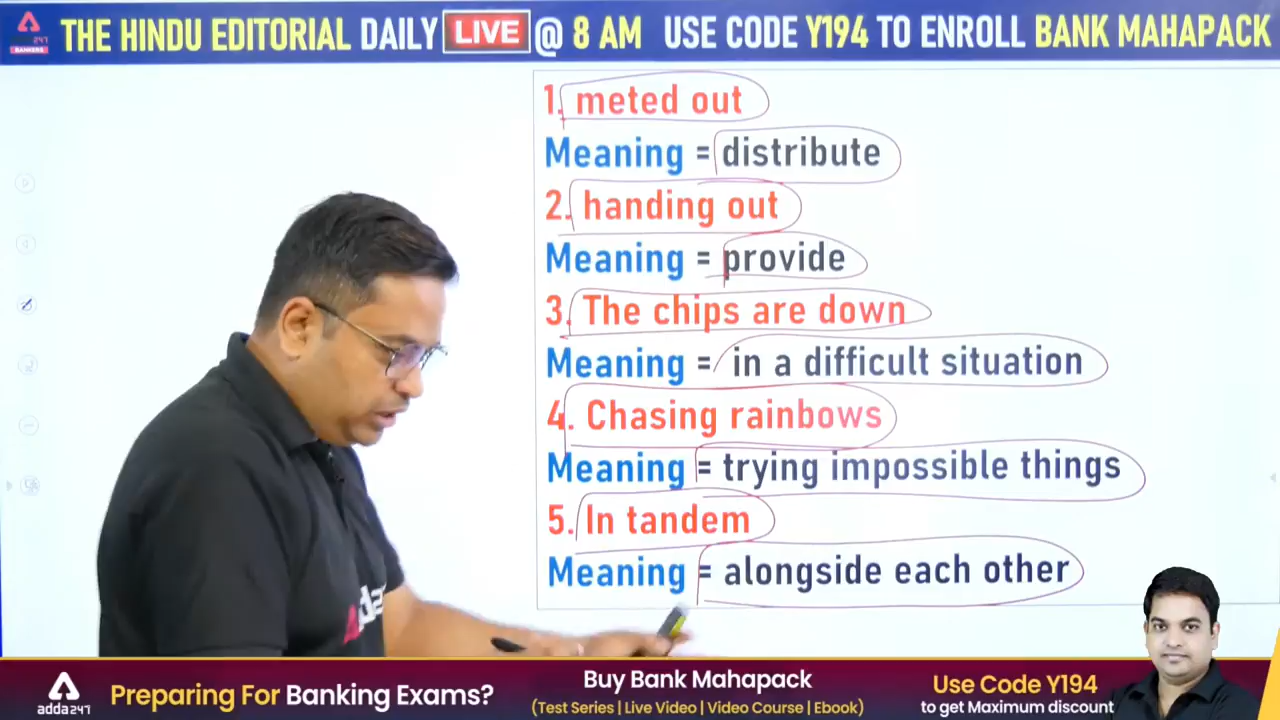 247
BANKERS
THE HINDU EDITORIAL DAILY LIVE @ 8 AM USE CODE Y194 TO ENROLL BANK MAHAPACK
1. meted out
Meaning = distribute
2. handing out
Meaning = provide
3. The chips are down
Meaning = in a difficult situation
4. Chasing rainbows
Meaning = trying impossible things
5. In tandem
Meaning = alongside each other
adda247
Preparing For Banking Exams?
Buy Bank Mahapack
(Test Series | Live Video | Video Course | Ebook)
Use Code Y194
to get Maximum discount